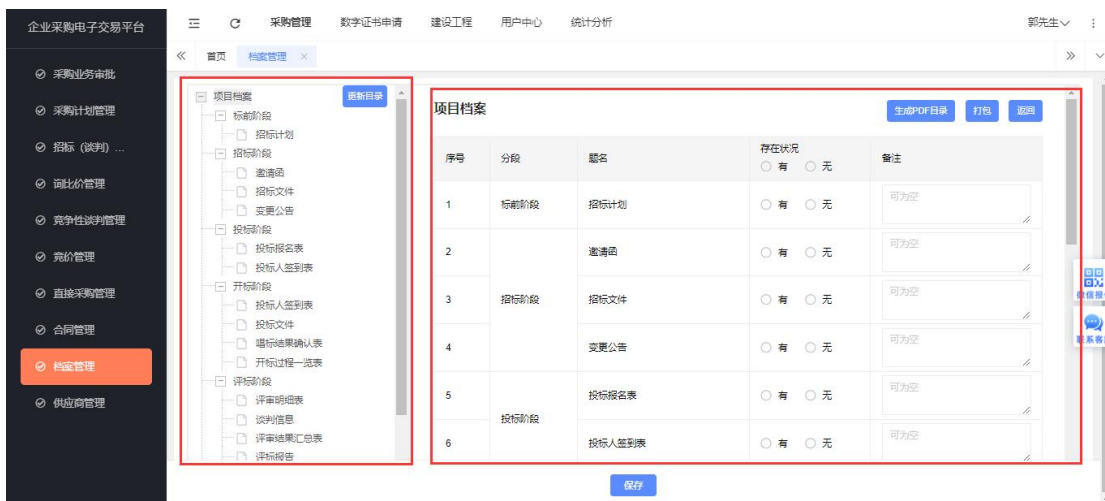 企业采购电子交易平台
采购管理 数字证书申请 建设工程 用户中心 统计分析 郭先生
首页 档案管理 ×
采购业务审批
采购计划管理
招标（谈判）...
询比价管理
竞争性谈判管理
竞价管理
直接采购管理
合同管理
档案管理
供应商管理
项目档案 更新目录
标前阶段
招标计划
招标阶段
邀请函
招标文件
变更公告
投标阶段
投标报名表
投标人签到表
开标阶段
投标人签到表
投标文件
唱标结果确认表
开标过程一览表
评标阶段
评审明细表
谈判信息
评审结果汇总表
评标报告
项目档案 生成PDF目录 打包 返回
序号 分段 题名 存在状况 有 无 备注
1 标前阶段 招标计划 有 无 可为空
2 邀请函 有 无 可为空
3 招标阶段 招标文件 有 无 可为空
4 变更公告 有 无 可为空
5 投标报名表 有 无 可为空
投标阶段
6 投标人签到表 有 无 可为空
保存